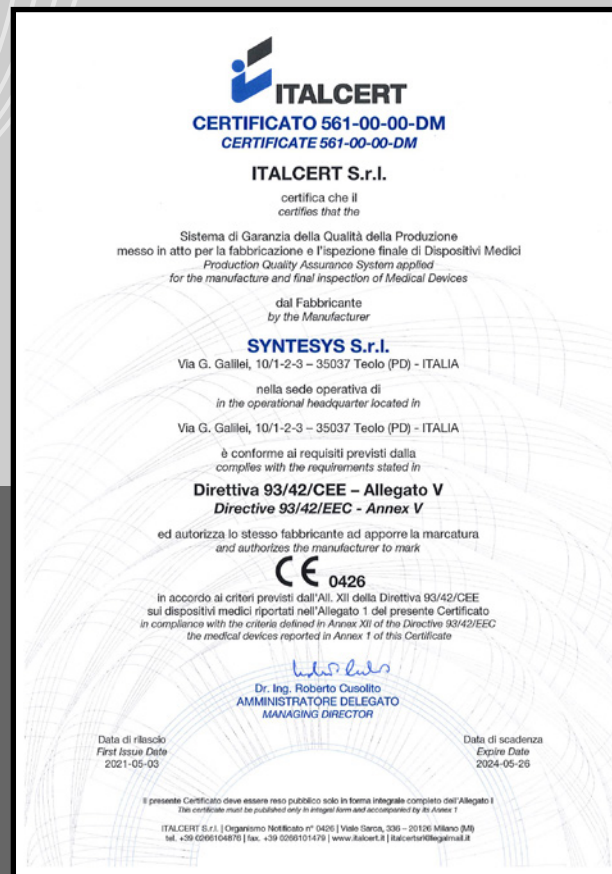 ITALCERT
CERTIFICATO 561-00-00-DM
CERTIFICATE 561-00-00-DM
ITALCERT S.r.l.
certifica che il
certifies that the
Sistema di Garanzia della Qualità della Produzione
messo in atto per la fabbricazione e l'ispezione finale di Dispositivi Medici
Production Quality Assurance System applied
for the manufacture and final inspection of Medical Devices
dal Fabbricante
by the Manufacturer
SYNTESYS S.r.l.
Via G. Galilei, 10/1-2-3 – 35037 Teolo (PD) - ITALIA
nella sede operativa di
in the operational headquarter located in
Via G. Galilei, 10/1-2-3 – 35037 Teolo (PD) - ITALIA
è conforme ai requisiti previsti dalla
complies with the requirements stated in
Direttiva 93/42/CEE – Allegato V
Directive 93/42/EEC - Annex V
ed autorizza lo stesso fabbricante ad apporre la marcatura
and authorizes the manufacturer to mark
CE 0426
in accordo ai criteri previsti dall'All. XII della Direttiva 93/42/CEE
sui dispositivi medici riportati nell'Allegato 1 del presente Certificato
in compliance with the criteria defined in Annex XII of the Directive 93/42/EEC
the medical devices reported in Annex 1 of this Certificate
Dr. Ing. Roberto Cusolito
AMMINISTRATORE DELEGATO
MANAGING DIRECTOR
Data di rilascio
First Issue Date
2021-05-03
Data di scadenza
Expire Date
2024-05-26
Il presente Certificato deve essere reso pubblico solo in forma integrale completo dell'Allegato I
This certificate must be published only in integral form and accompanied by its Annex 1
ITALCERT S.r.l. | Organismo Notificato n° 0426 | Viale Sarca, 336 – 20126 Milano (MI)
tel. +39 0266104876 | fax. +39 0266101479 | www.italcert.it | italcertsrl@legalmail.it